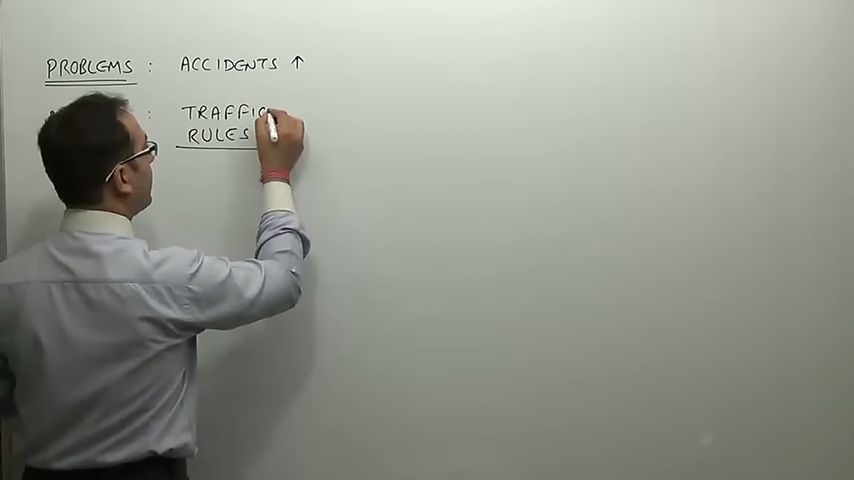 PROBLEMS : ACCIDENTS ↑
: TRAFFIC
RULES